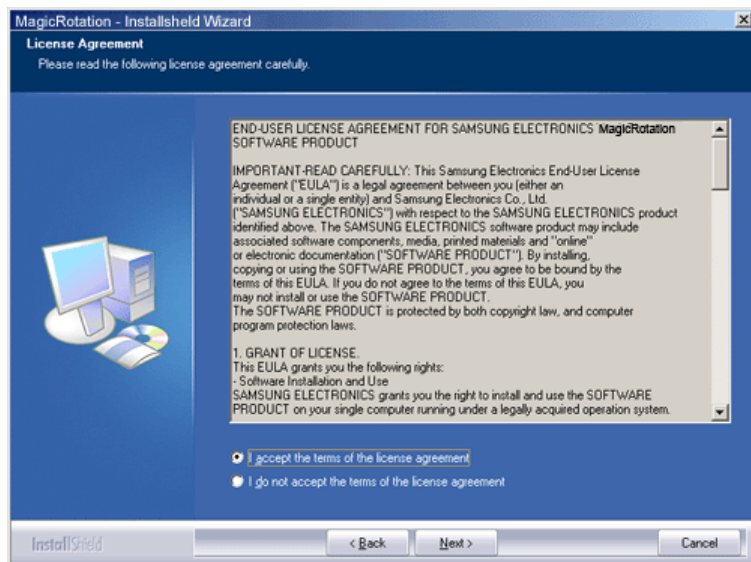 MagicRotation - Installsheld Wizard
License Agreement
Please read the following license agreement carefully.
END-USER LICENSE AGREEMENT FOR SAMSUNG ELECTRONICS MagicRotation
SOFTWARE PRODUCT
IMPORTANT-READ CAREFULLY: This Samsung Electronics End-User License
Agreement ("EULA") is a legal agreement between you (either an
individual or a single entity) and Samsung Electronics Co., Ltd.
("SAMSUNG ELECTRONICS") with respect to the SAMSUNG ELECTRONICS product
identified above. The SAMSUNG ELECTRONICS software product may include
associated software components, media, printed materials and "online"
or electronic documentation ("SOFTWARE PRODUCT"). By installing,
copying or using the SOFTWARE PRODUCT, you agree to be bound by the
terms of this EULA. If you do not agree to the terms of this EULA, you
may not install or use the SOFTWARE PRODUCT.
The SOFTWARE PRODUCT is protected by both copyright law, and computer
program protection laws.
1. GRANT OF LICENSE.
This EULA grants you the following rights:
- Software Installation and Use
SAMSUNG ELECTRONICS grants you the right to install and use the SOFTWARE
PRODUCT on your single computer running under a legally acquired operation system.
I accept the terms of the license agreement
I do not accept the terms of the license agreement
InstallShield
< Back
Next >
Cancel